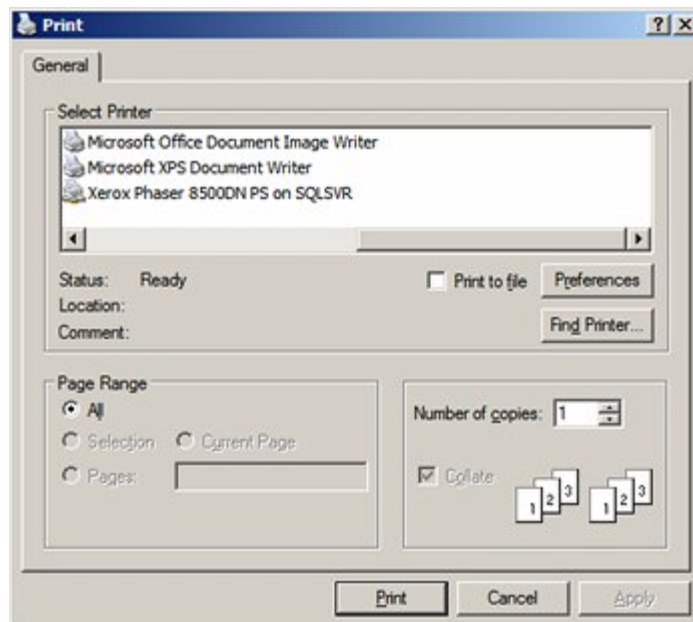 Print
General
Select Printer
Microsoft Office Document Image Writer
Microsoft XPS Document Writer
Xerox Phaser 8500DN PS on SQLSVR
Status: Ready
Print to file
Preferences
Location:
Comment:
Find Printer...
Page Range
All
Selection
Current Page
Pages:
Number of copies: 1
Collate
1 2 3 1 2 3
Print
Cancel
Apply